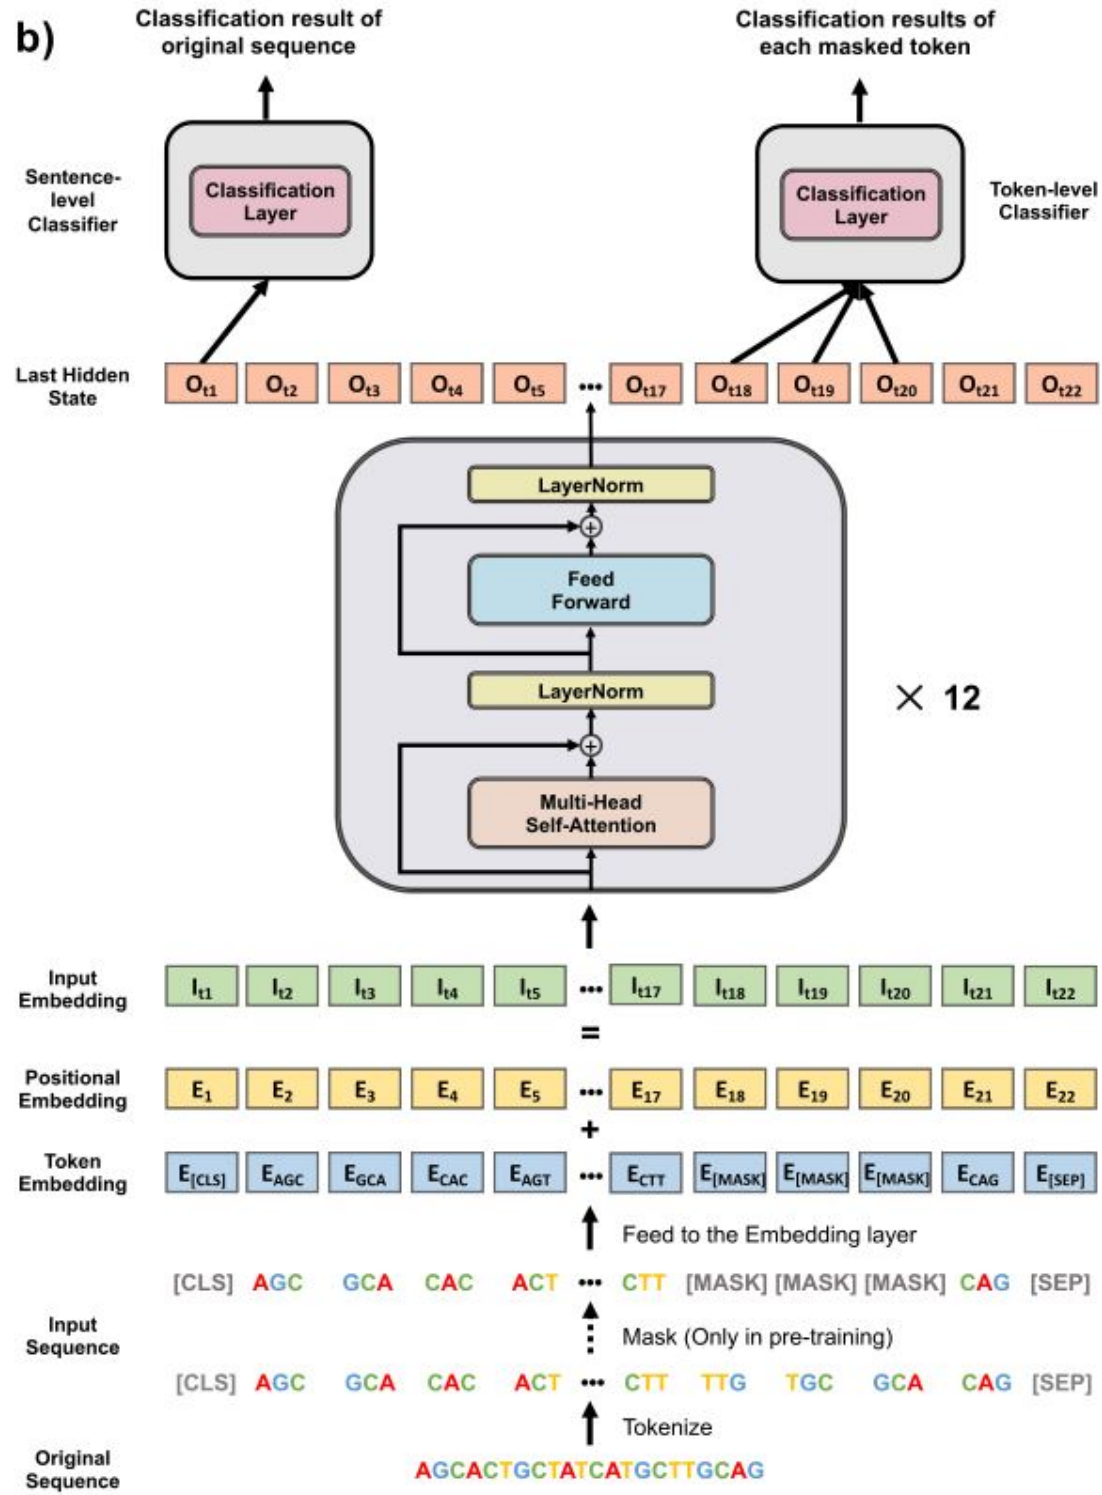 b)
Classification result of
original sequence
Classification results of
each masked token
Sentence-
level
Classifier
Classification
Layer
Classification
Layer
Token-level
Classifier
Last Hidden
State
Ot1 Ot2 Ot3 Ot4 Ot5 ••• Ot17 Ot18 Ot19 Ot20 Ot21 Ot22
LayerNorm
+
Feed
Forward
LayerNorm
× 12
+
Multi-Head
Self-Attention
Input
Embedding
It1 It2 It3 It4 It5 ••• It17 It18 It19 It20 It21 It22
=
Positional
Embedding
E1 E2 E3 E4 E5 ••• E17 E18 E19 E20 E21 E22
+
Token
Embedding
E[CLS] EAGC EGCA ECAC EAGT ••• ECTT E[MASK] E[MASK] E[MASK] ECAG E[SEP]
Feed to the Embedding layer
[CLS] AGC GCA CAC ACT ••• CTT [MASK] [MASK] [MASK] CAG [SEP]
Input
Sequence
Mask (Only in pre-training)
[CLS] AGC GCA CAC ACT ••• CTT TTG TGC GCA CAG [SEP]
Tokenize
Original
Sequence
AGCACTGCTATCATGCTTGCAG